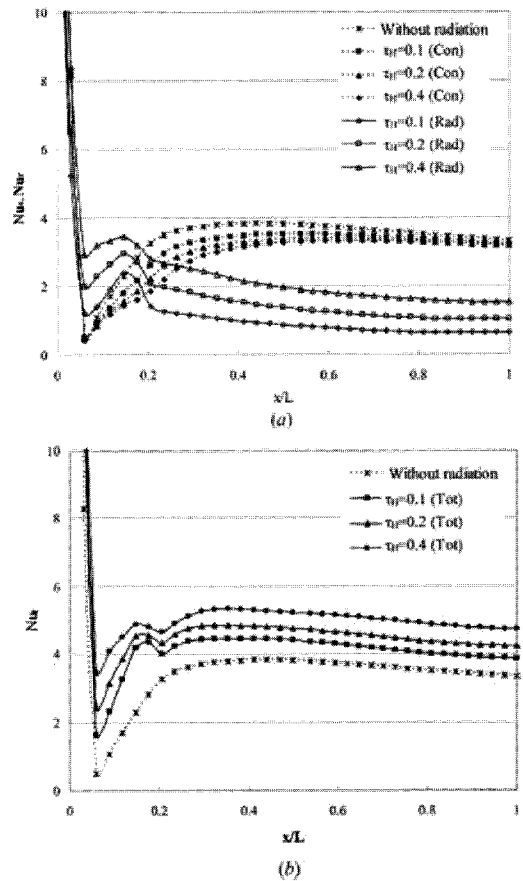 10
8
6
4
2
0
Nuc, Nur
Without radiation
τH=0.1 (Con)
τH=0.2 (Con)
τH=0.4 (Con)
τH=0.1 (Rad)
τH=0.2 (Rad)
τH=0.4 (Rad)
0 0.2 0.4 0.6 0.8 1
x/L
(a)
10
8
6
4
2
0
Without radiation
τH=0.1 (Tot)
τH=0.2 (Tot)
τH=0.4 (Tot)
0 0.2 0.4 0.6 0.8 1
x/L
(b)